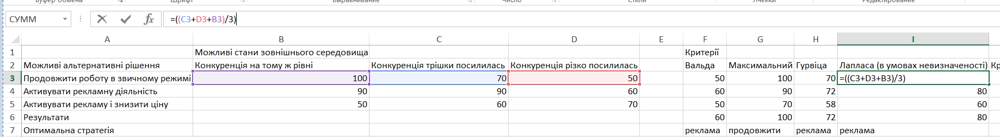 Буфер обмена Шрифт Выравнивание Число Стили Ячейки Редактирование
СУММ =((C3+D3+B3)/3)
A B C D E F G H I
1 Можливі стани зовнішнього середовища Критерії
2 Можливі альтернативні рішення Конкуренція на тому ж рівні Конкуренція трішки посилилась Конкуренція різко посилилась Вальда Максимальний Гурвіца Лапласа (в умовах невизначеності) Кр
3 Продовжити роботу в звичному режимі 100 70 50 50 100 70 =((C3+D3+B3)/3)
4 Активувати рекламну діяльність 90 90 60 60 90 72 80
5 Активувати рекламу і знизити ціну 50 60 70 50 70 58 60
6 Результати 60 100 72 80
7 Оптимальна стратегія реклама продовжити реклама реклама